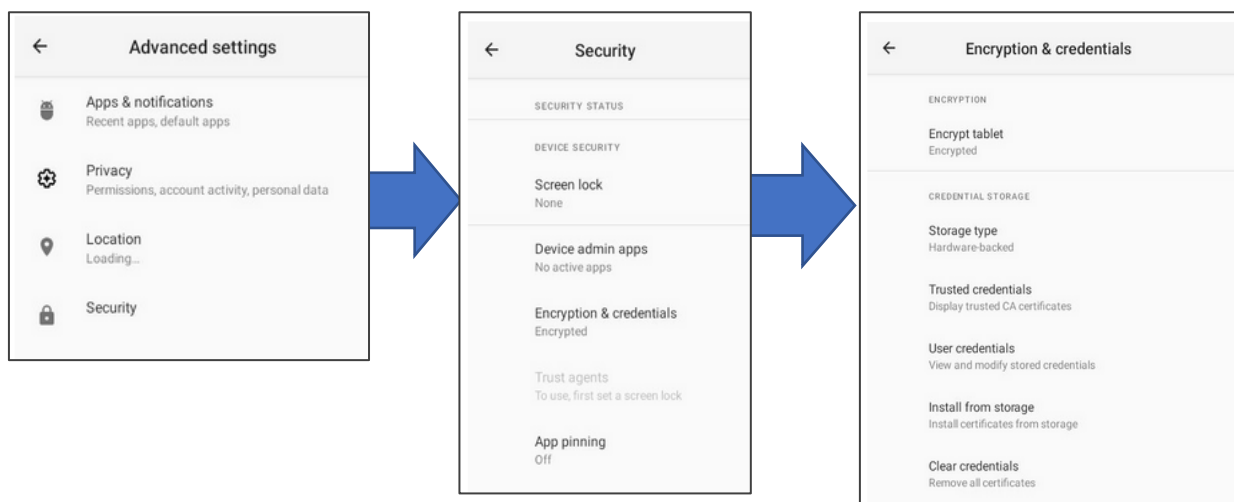 Advanced settings
Apps & notifications
Recent apps, default apps
Privacy
Permissions, account activity, personal data
Location
Loading...
Security
Security
SECURITY STATUS
DEVICE SECURITY
Screen lock
None
Device admin apps
No active apps
Encryption & credentials
Encrypted
Trust agents
To use, first set a screen lock
App pinning
Off
Encryption & credentials
ENCRYPTION
Encrypt tablet
Encrypted
CREDENTIAL STORAGE
Storage type
Hardware-backed
Trusted credentials
Display trusted CA certificates
User credentials
View and modify stored credentials
Install from storage
Install certificates from storage
Clear credentials
Remove all certificates